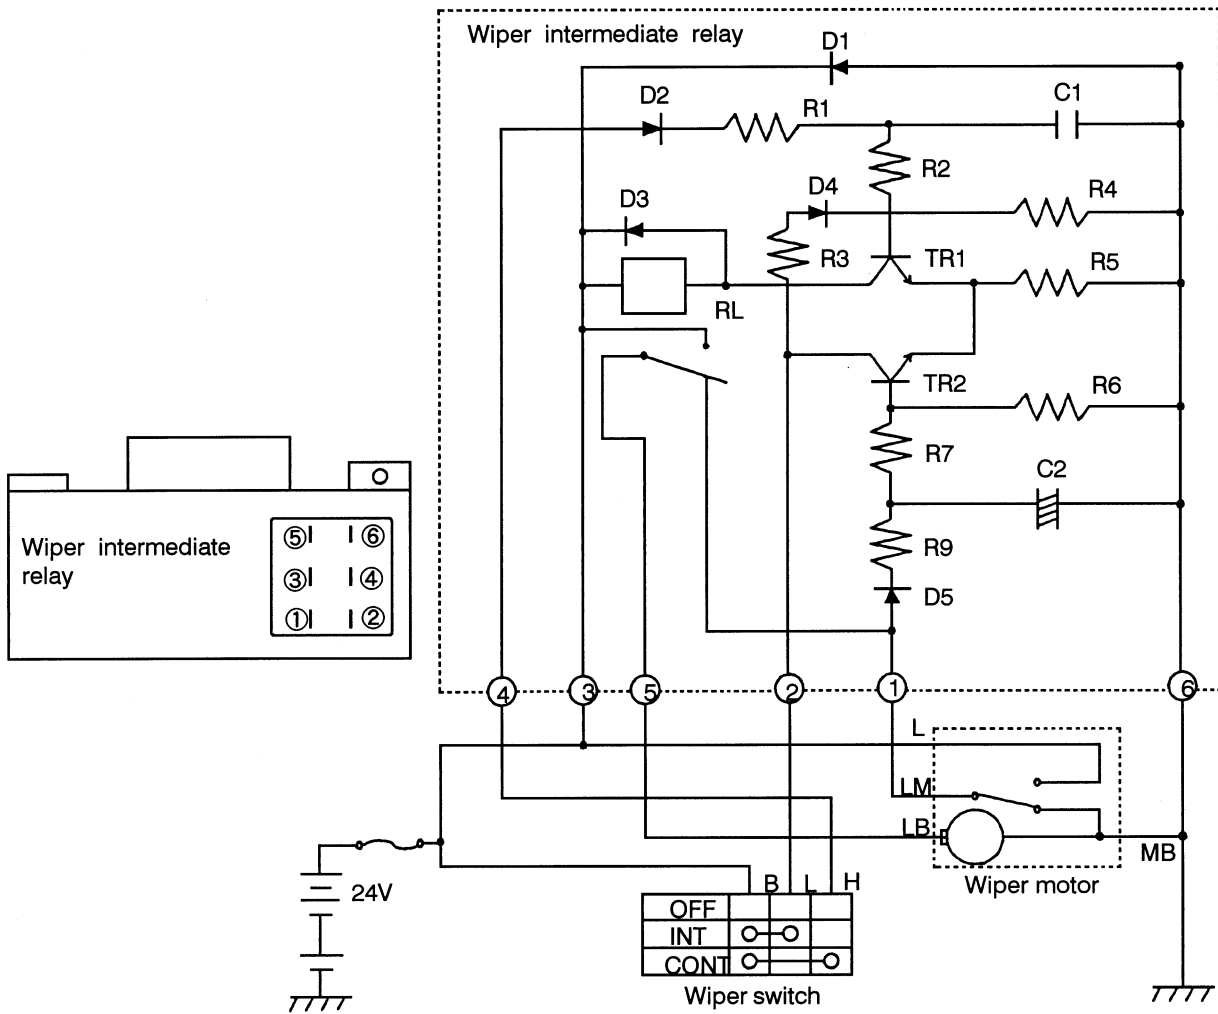 Wiper intermediate relay
D1
D2
R1
C1
R2
D3
D4
R4
R3
TR1
R5
RL
TR2
R6
R7
C2
R9
D5
Wiper intermediate
relay
⑤ ⑥
③ ④
① ②
④ ③ ⑤ ② ① ⑥
L
LM
LB
MB
Wiper motor
24V
B L H
OFF
INT
CONT
Wiper switch